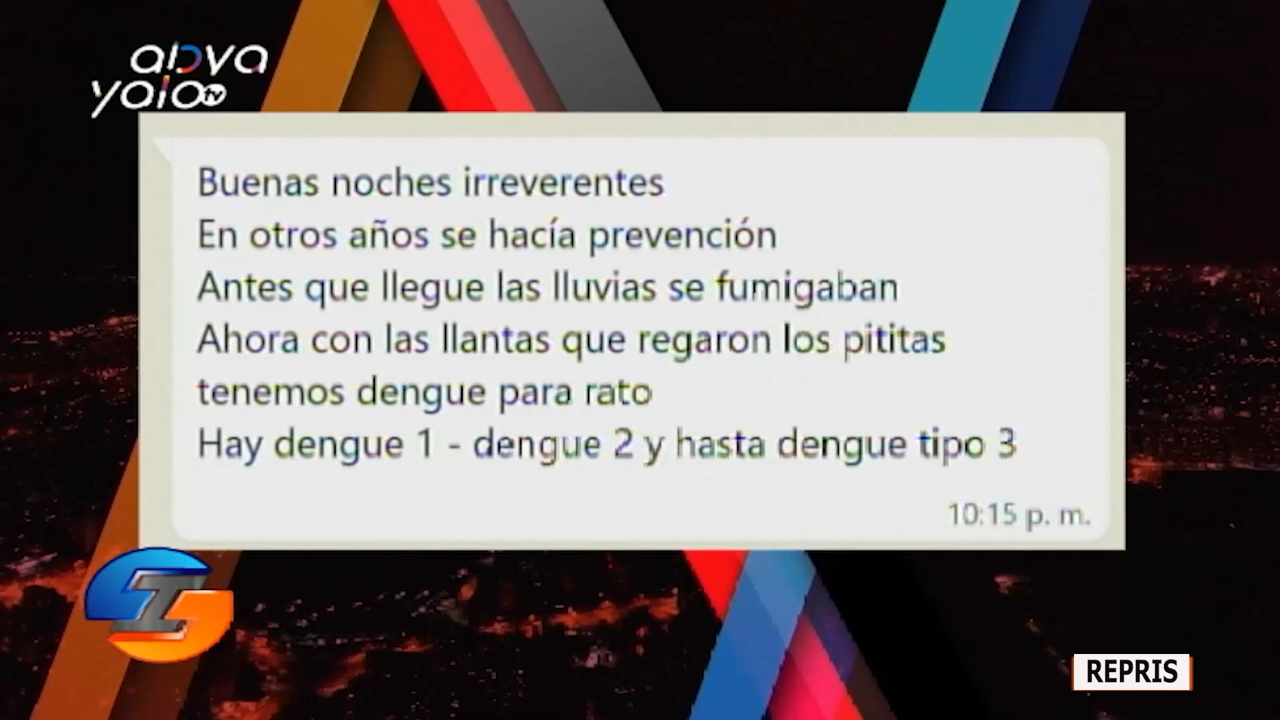 abya
yala tv
Buenas noches irreverentes
En otros años se hacía prevención
Antes que llegue las lluvias se fumigaban
Ahora con las llantas que regaron los pititas
tenemos dengue para rato
Hay dengue 1 - dengue 2 y hasta dengue tipo 3
10:15 p. m.
REPRIS